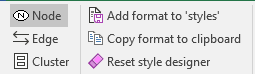 Node
Edge
Cluster
Add format to 'styles'
Copy format to clipboard
Reset style designer